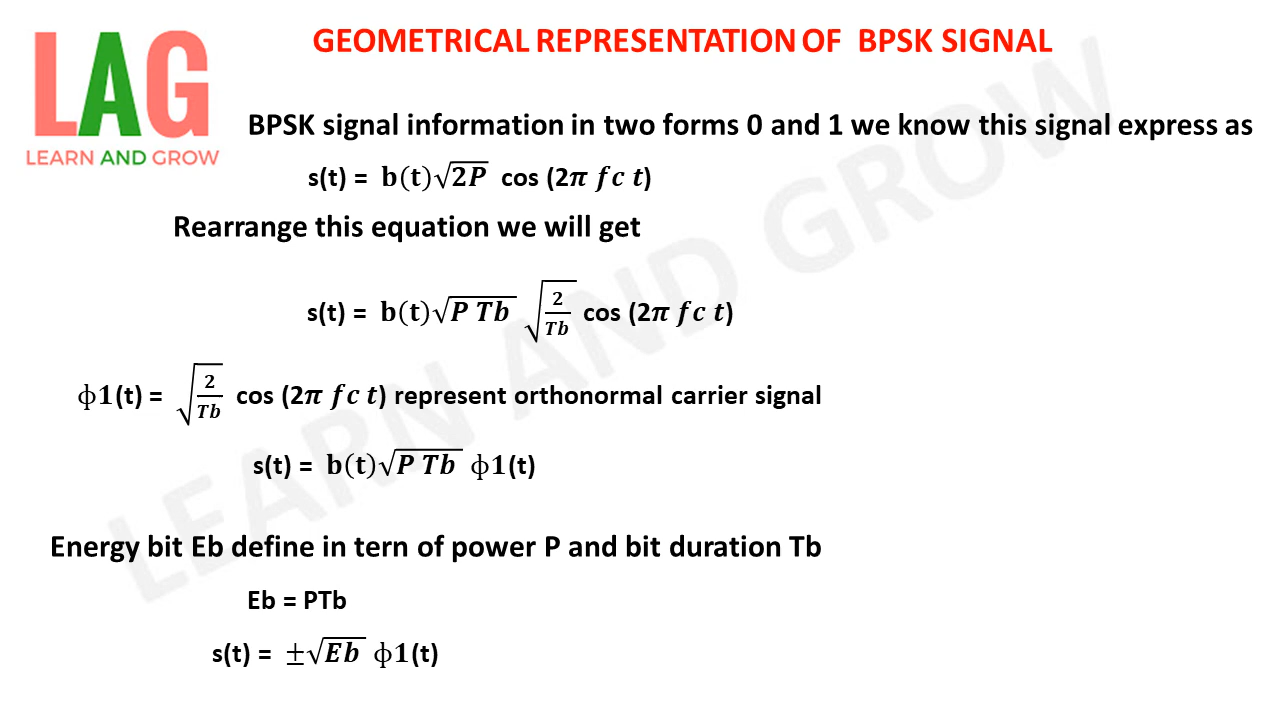 LAG
LEARN AND GROW
GEOMETRICAL REPRESENTATION OF BPSK SIGNAL
BPSK signal information in two forms 0 and 1 we know this signal express as
s(t) = b(t)√2P cos (2π fc t)
Rearrange this equation we will get
s(t) = b(t)√P Tb √2/Tb cos (2π fc t)
ф1(t) = √2/Tb cos (2π fc t) represent orthonormal carrier signal
s(t) = b(t)√P Tb ф1(t)
Energy bit Eb define in tern of power P and bit duration Tb
Eb = PTb
s(t) = ±√Eb ф1(t)
LEARN AND GROW